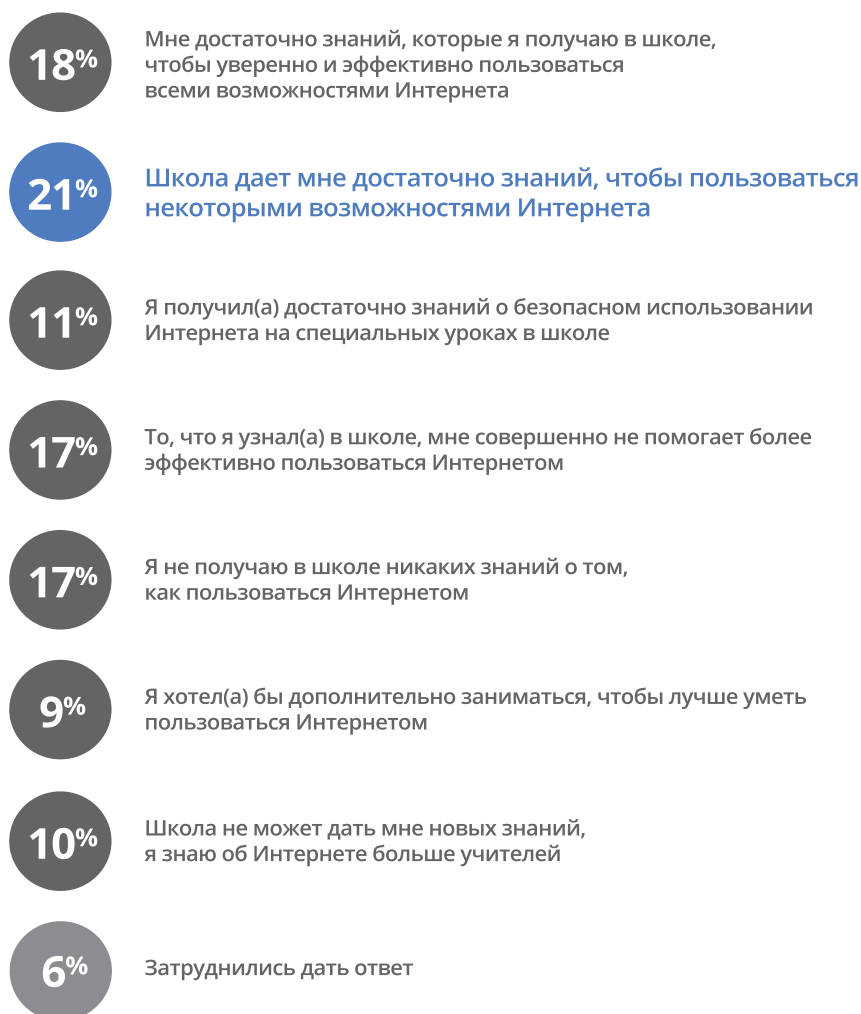 18%
Мне достаточно знаний, которые я получаю в школе,
чтобы уверенно и эффективно пользоваться
всеми возможностями Интернета
21%
Школа дает мне достаточно знаний, чтобы пользоваться
некоторыми возможностями Интернета
11%
Я получил(а) достаточно знаний о безопасном использовании
Интернета на специальных уроках в школе
17%
То, что я узнал(а) в школе, мне совершенно не помогает более
эффективно пользоваться Интернетом
17%
Я не получаю в школе никаких знаний о том,
как пользоваться Интернетом
9%
Я хотел(а) бы дополнительно заниматься, чтобы лучше уметь
пользоваться Интернетом
10%
Школа не может дать мне новых знаний,
я знаю об Интернете больше учителей
6%
Затруднились дать ответ